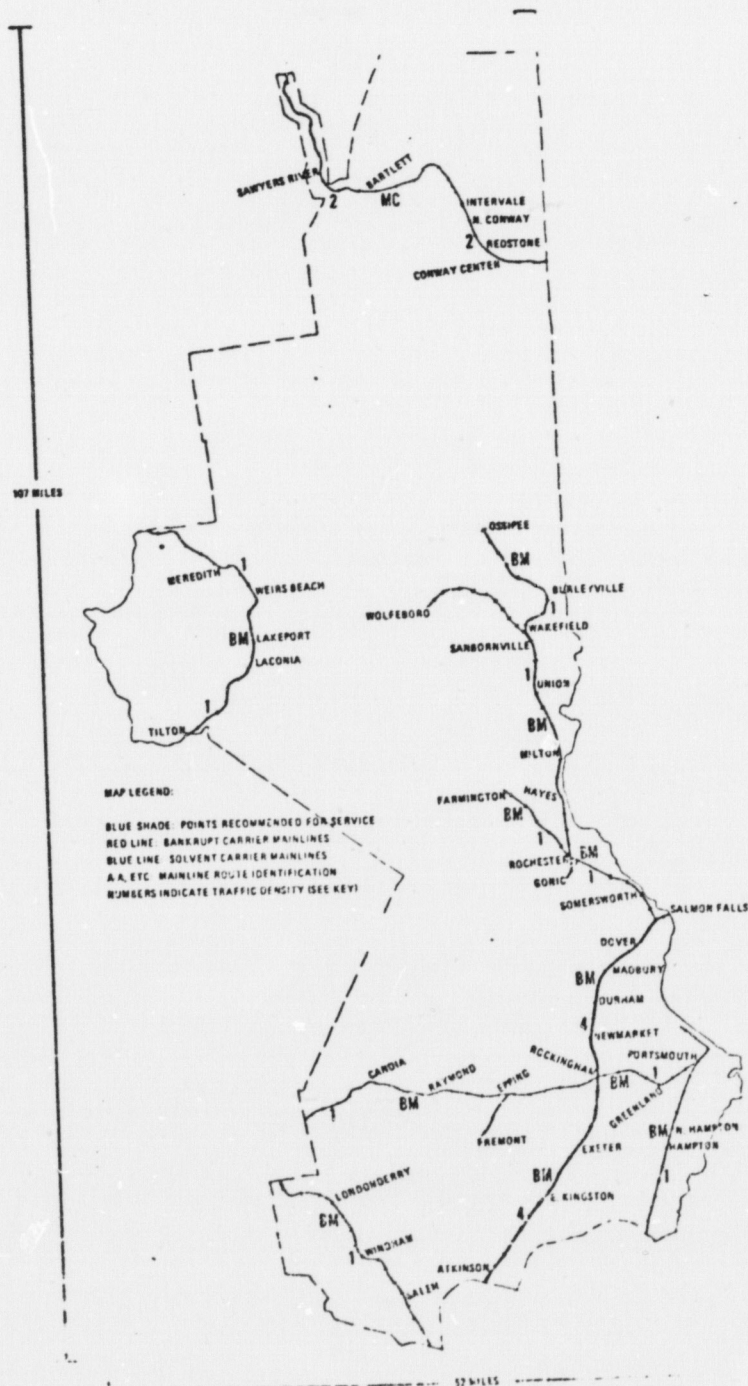 SAWYERS RIVER
BARTLETT
2
MC
INTERVALE
N. CONWAY
2
REDSTONE
CONWAY CENTER
107 MILES
OSSIPEE
BM
MEREDITH
1
WEIRS BEACH
BURLEYVILLE
1
WOLFEBORO
WAKEFIELD
BM
LAKEPORT
SANBORNVILLE
LACONIA
1
UNION
1
TILTON
BM
MILTON
MAP LEGEND:
BLUE SHADE: POINTS RECOMMENDED FOR SERVICE
RED LINE: BANKRUPT CARRIER MAINLINES
BLUE LINE: SOLVENT CARRIER MAINLINES
A-A, ETC. MAINLINE ROUTE IDENTIFICATION
NUMBERS INDICATE TRAFFIC DENSITY (SEE KEY)
FARMINGTON
HAYES
BM
1
ROCHESTER
BM
GONIC
1
SOMERSWORTH
SALMON FALLS
DOVER
BM
MADBURY
DURHAM
4
NEWMARKET
ROCKINGHAM
PORTSMOUTH
CANDIA
RAYMOND
EPPING
BM
1
1
BM
GREENLAND
FREMONT
BM
N. HAMPTON
HAMPTON
EXETER
BM
1
LONDONDERRY
BM
E. KINGSTON
4
1
WINDHAM
ATKINSON
SALEM
52 MILES